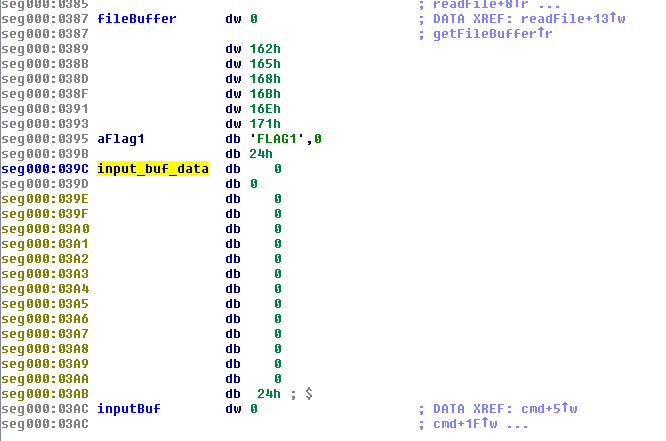 seg000:0385 ; readFile+8↑r ...
seg000:0387 fileBuffer dw 0 ; DATA XREF: readFile+13↑w
seg000:0387 ; getFileBuffer↑r
seg000:0389 dw 162h
seg000:038B dw 165h
seg000:038D dw 168h
seg000:038F dw 16Bh
seg000:0391 dw 16Eh
seg000:0393 dw 171h
seg000:0395 aFlag1 db 'FLAG1',0
seg000:039B db 24h
seg000:039C input_buf_data db 0
seg000:039D db 0
seg000:039E db 0
seg000:039F db 0
seg000:03A0 db 0
seg000:03A1 db 0
seg000:03A2 db 0
seg000:03A3 db 0
seg000:03A4 db 0
seg000:03A5 db 0
seg000:03A6 db 0
seg000:03A7 db 0
seg000:03A8 db 0
seg000:03A9 db 0
seg000:03AA db 0
seg000:03AB db 24h ; $
seg000:03AC inputBuf dw 0 ; DATA XREF: cmd+5↑w
seg000:03AC ; cmd+1F↑w ...